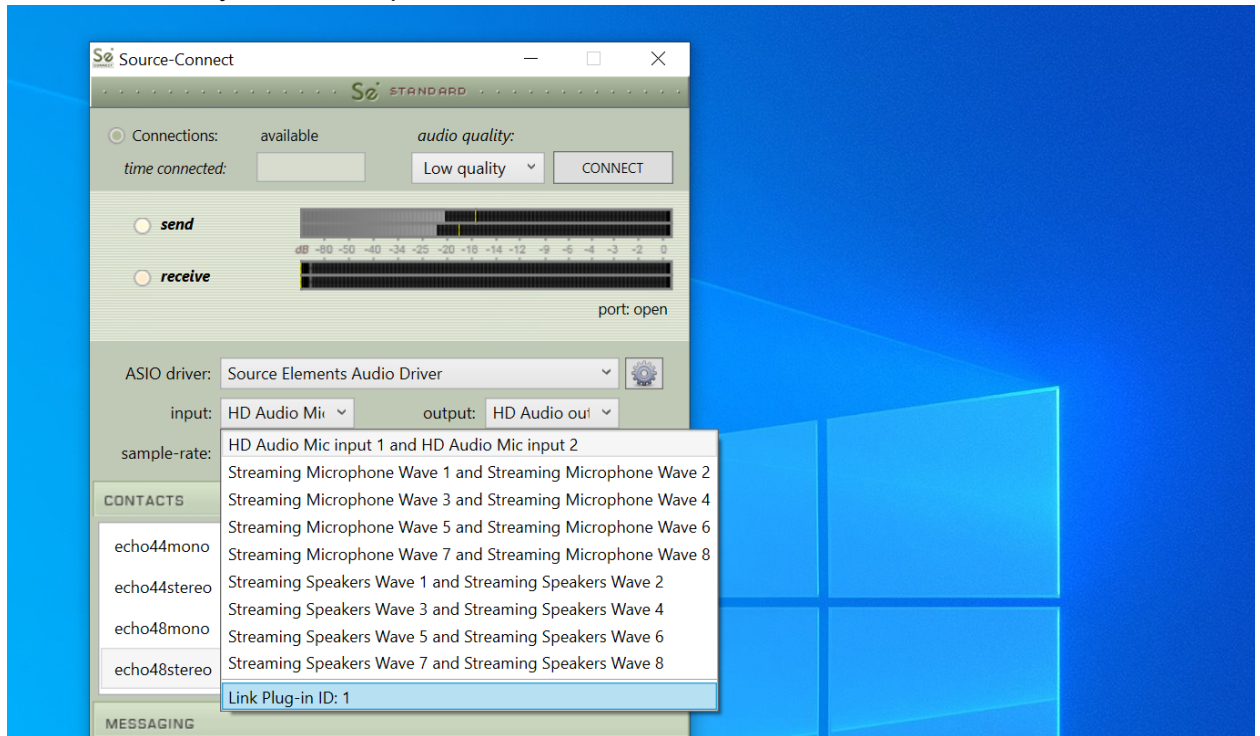 Se CONNECT Source-Connect
Se STANDARD
Connections: available audio quality:
time connected: Low quality CONNECT
send
dB -80 -50 -40 -34 -25 -20 -16 -14 -12 -9 -6 -4 -3 -2 0
receive
port: open
ASIO driver: Source Elements Audio Driver
input: HD Audio Mic output: HD Audio out
sample-rate:
HD Audio Mic input 1 and HD Audio Mic input 2
Streaming Microphone Wave 1 and Streaming Microphone Wave 2
CONTACTS
Streaming Microphone Wave 3 and Streaming Microphone Wave 4
Streaming Microphone Wave 5 and Streaming Microphone Wave 6
echo44mono
Streaming Microphone Wave 7 and Streaming Microphone Wave 8
echo44stereo
Streaming Speakers Wave 1 and Streaming Speakers Wave 2
Streaming Speakers Wave 3 and Streaming Speakers Wave 4
echo48mono
Streaming Speakers Wave 5 and Streaming Speakers Wave 6
echo48stereo
Streaming Speakers Wave 7 and Streaming Speakers Wave 8
Link Plug-in ID: 1
MESSAGING